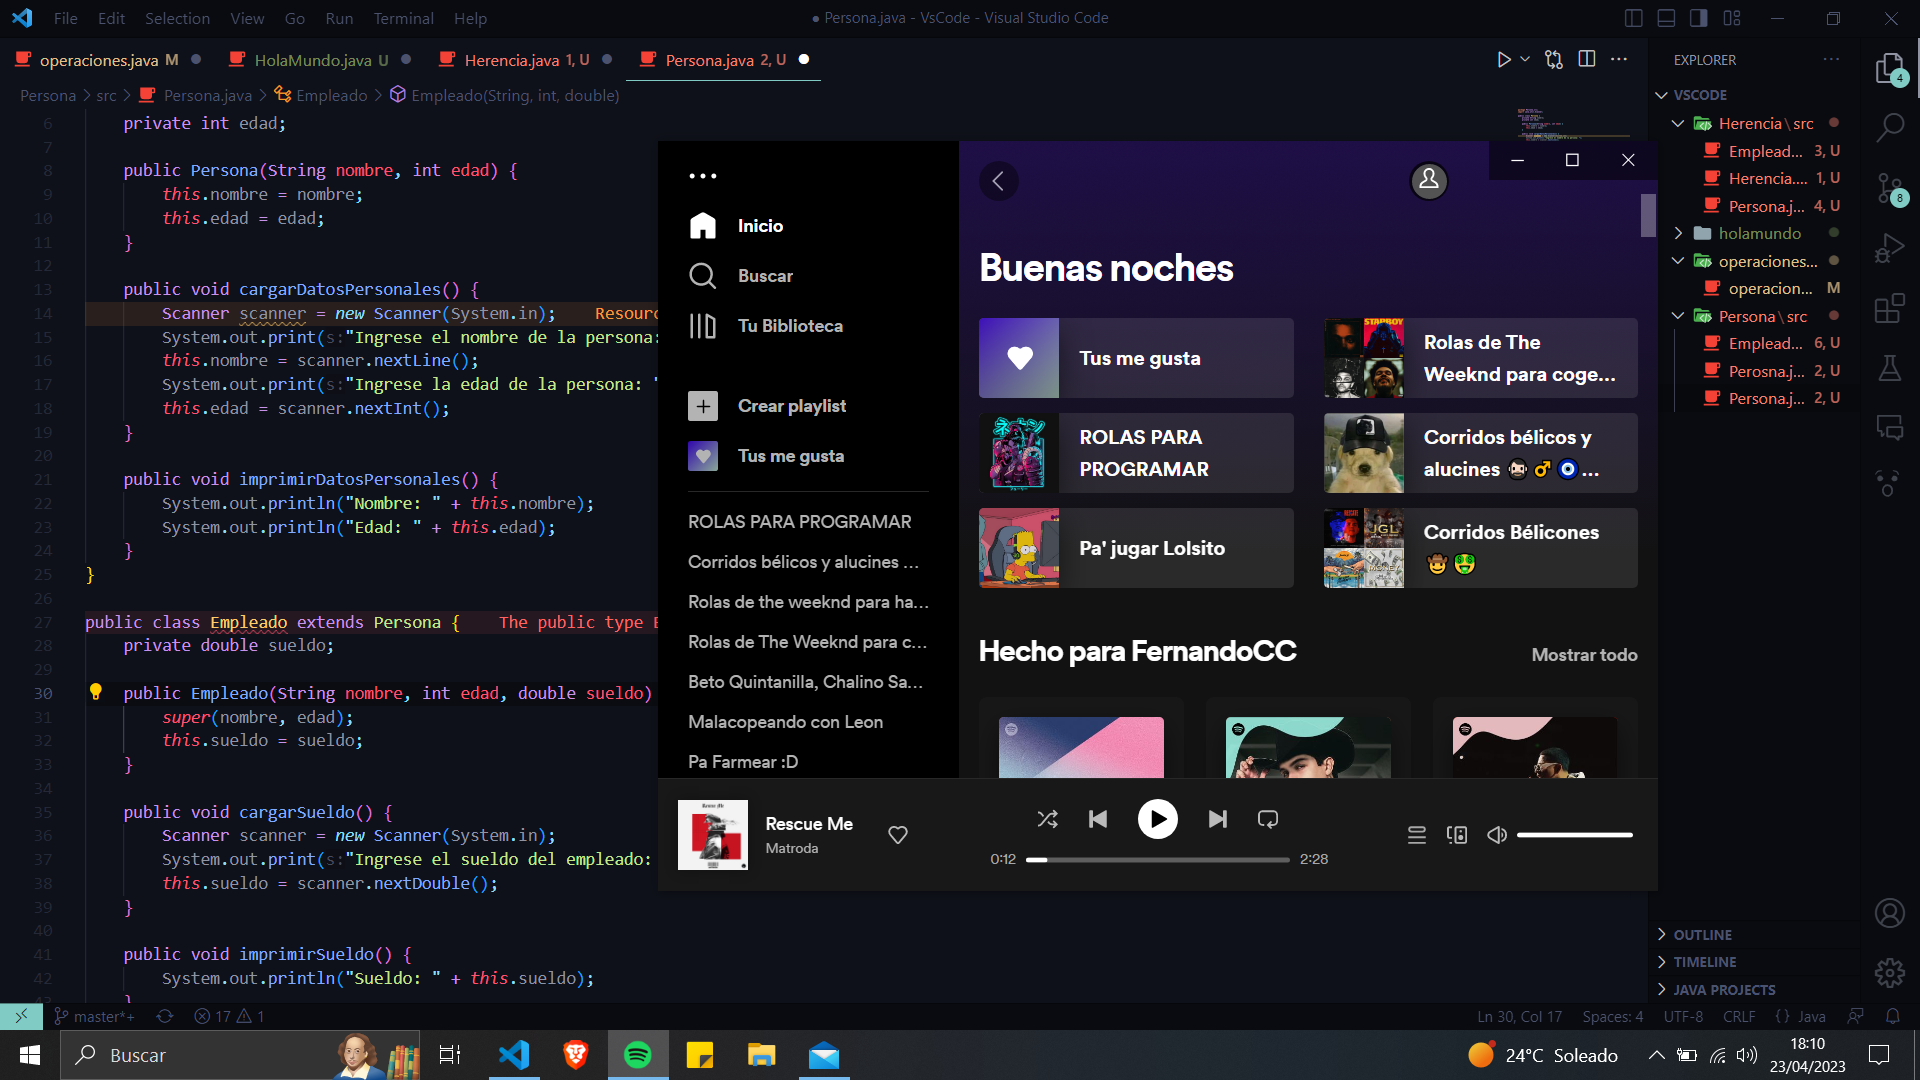 File Edit Selection View Go Run Terminal Help
● Persona.java - VsCode - Visual Studio Code
operaciones.java M
HolaMundo.java U
Herencia.java 1, U
Persona.java 2, U
Persona > src > Persona.java > Empleado > Empleado(String, int, double)
6 private int edad;
7
8 public Persona(String nombre, int edad) {
9 this.nombre = nombre;
10 this.edad = edad;
11 }
12
13 public void cargarDatosPersonales() {
14 Scanner scanner = new Scanner(System.in); Resourc
15 System.out.print(s:"Ingrese el nombre de la persona:
16 this.nombre = scanner.nextLine();
17 System.out.print(s:"Ingrese la edad de la persona: "
18 this.edad = scanner.nextInt();
19 }
20
21 public void imprimirDatosPersonales() {
22 System.out.println("Nombre: " + this.nombre);
23 System.out.println("Edad: " + this.edad);
24 }
25 }
26
27 public class Empleado extends Persona { The public type E
28 private double sueldo;
29
30 public Empleado(String nombre, int edad, double sueldo)
31 super(nombre, edad);
32 this.sueldo = sueldo;
33 }
34
35 public void cargarSueldo() {
36 Scanner scanner = new Scanner(System.in);
37 System.out.print(s:"Ingrese el sueldo del empleado:
38 this.sueldo = scanner.nextDouble();
39 }
40
41 public void imprimirSueldo() {
42 System.out.println("Sueldo: " + this.sueldo);
43 }
Inicio
Buscar
Tu Biblioteca
Crear playlist
Tus me gusta
ROLAS PARA PROGRAMAR
Corridos bélicos y alucines ...
Rolas de the weeknd para ha...
Rolas de The Weeknd para c...
Beto Quintanilla, Chalino Sa...
Malacopeando con Leon
Pa Farmear :D
Buenas noches
Tus me gusta
Rolas de The
Weeknd para coge...
STARBOY
ROLAS PARA
PROGRAMAR
Corridos bélicos y
alucines 🧔🏻‍♂️🧿...
Pa' jugar Lolsito
Corridos Bélicones
🤠🤑
JGL
Hecho para FernandoCC
Mostrar todo
Rescue Me
Matroda
0:12
2:28
EXPLORER
VSCODE
Herencia\src
Emplead... 3, U
Herencia.... 1, U
Persona.j... 4, U
holamundo
operaciones...
operacion... M
Persona\src
Emplead... 6, U
Perosna.j... 2, U
Persona.j... 2, U
OUTLINE
TIMELINE
JAVA PROJECTS
4
8
master*+
17 1
Ln 30, Col 17 Spaces: 4 UTF-8 CRLF {} Java
Buscar
24°C Soleado
18:10
23/04/2023